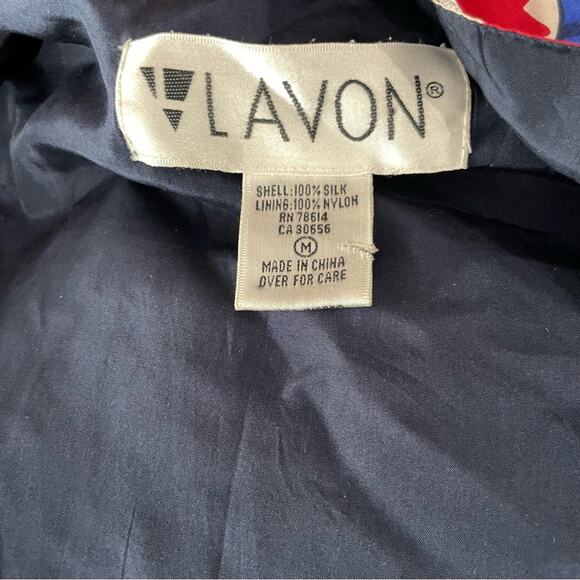 LAVON®
SHELL:100% SILK
LINING:100% NYLON
RN 78614
CA 30656
M
MADE IN CHINA
OVER FOR CARE